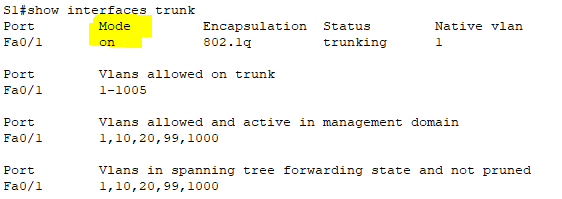 S1#show interfaces trunk
Port Mode Encapsulation Status Native vlan
Fa0/1 on 802.1q trunking 1
Port Vlans allowed on trunk
Fa0/1 1-1005
Port Vlans allowed and active in management domain
Fa0/1 1,10,20,99,1000
Port Vlans in spanning tree forwarding state and not pruned
Fa0/1 1,10,20,99,1000